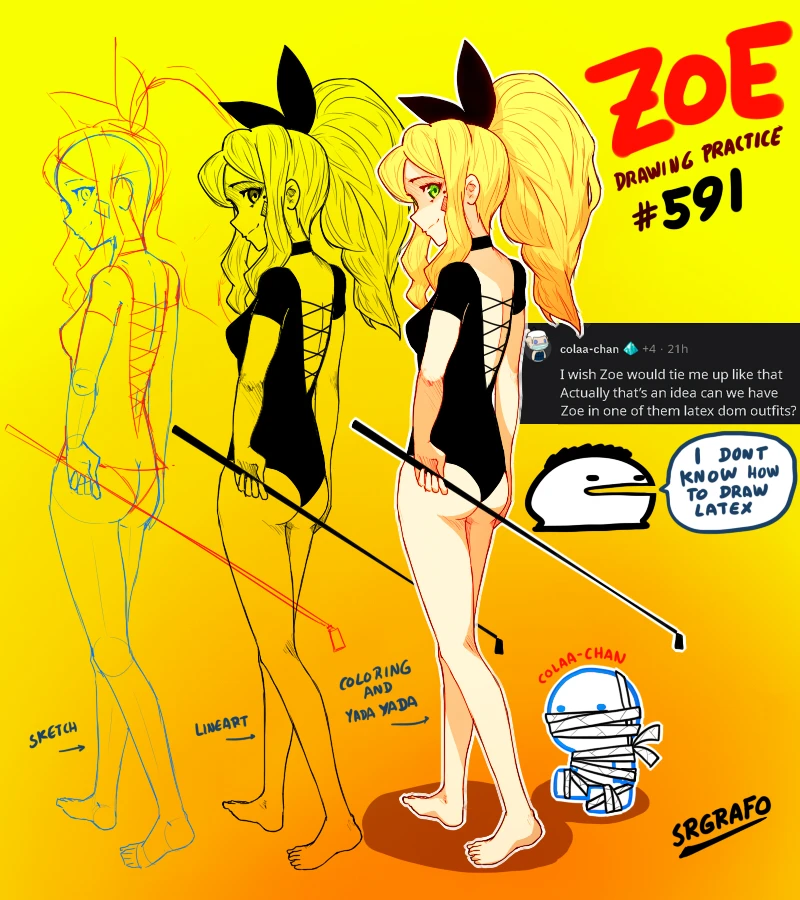 ZOE
DRAWING PRACTICE
#591
colaa-chan +4 · 21h
I wish Zoe would tie me up like that
Actually that's an idea can we have
Zoe in one of them latex dom outfits?
I DONT
KNOW HOW
TO DRAW
LATEX
SKETCH
LINEART
COLORING
AND
YADA YADA
COLAA-CHAN
SRGRAFO